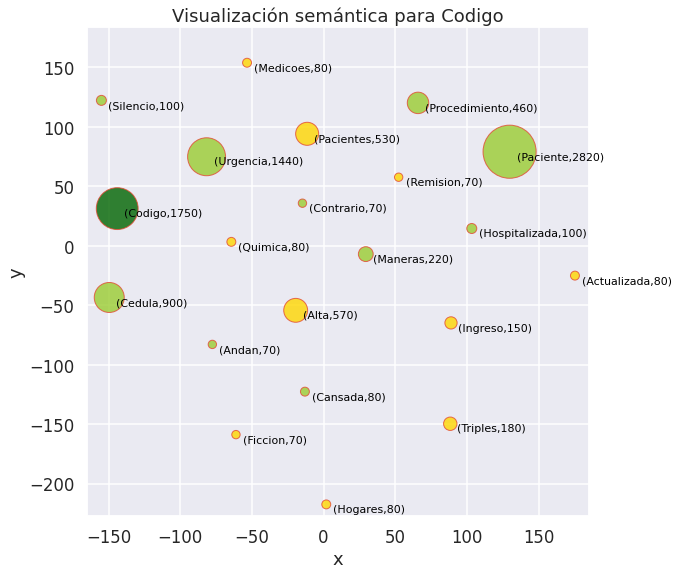 Visualización semántica para Codigo
(Medicoes,80)
(Silencio,100)
(Procedimiento,460)
(Pacientes,530)
(Urgencia,1440)
(Paciente,2820)
(Remision,70)
(Contrario,70)
(Codigo,1750)
(Hospitalizada,100)
(Quimica,80)
(Maneras,220)
(Actualizada,80)
(Cedula,900)
(Alta,570)
(Ingreso,150)
(Andan,70)
(Cansada,80)
(Triples,180)
(Ficcion,70)
(Hogares,80)
150
100
50
0
−50
−100
−150
−200
y
−150 −100 −50 0 50 100 150
x